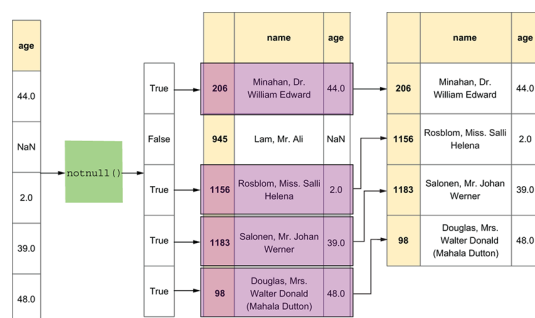 age
44.0
NaN
2.0
39.0
48.0
notnull()
True
False
True
True
True
name
age
206
Minahan, Dr.
William Edward
44.0
945
Lam, Mr. Ali
NaN
1156
Rosblom, Miss. Salli
Helena
2.0
1183
Salonen, Mr. Johan
Werner
39.0
98
Douglas, Mrs.
Walter Donald
(Mahala Dutton)
48.0
name
age
206
Minahan, Dr.
William Edward
44.0
1156
Rosblom, Miss. Salli
Helena
2.0
1183
Salonen, Mr. Johan
Werner
39.0
98
Douglas, Mrs.
Walter Donald
(Mahala Dutton)
48.0